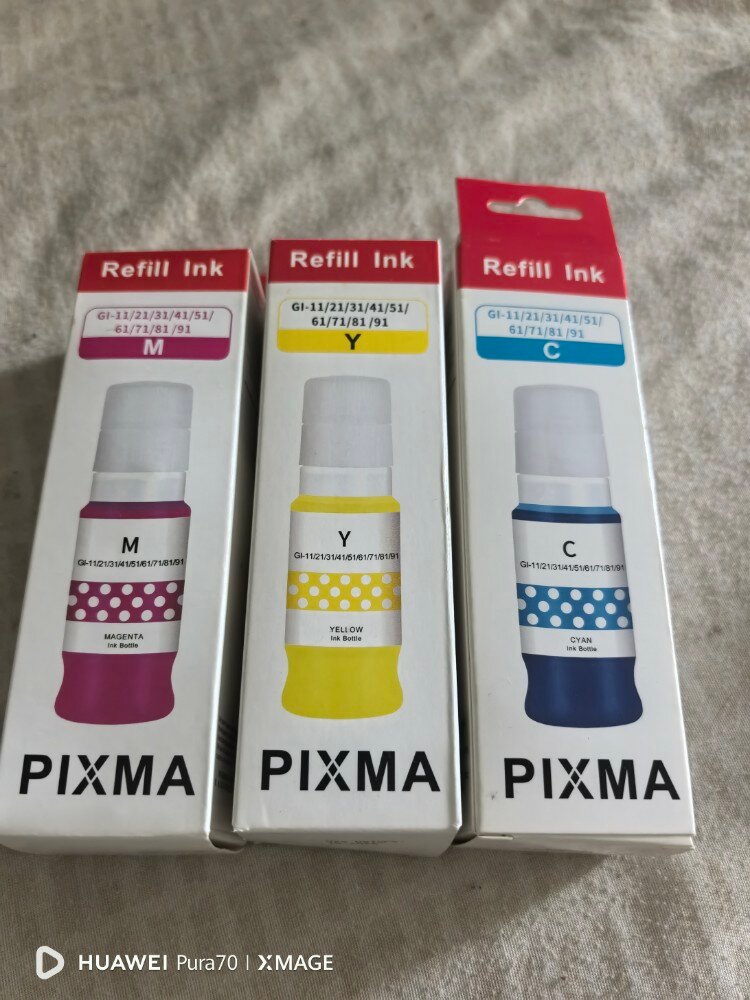 Refill Ink
GI-11/21/31/41/51/
61/71/81 /91
M
M
GI-11/21/31/41/51/61/71/81/91
MAGENTA
Ink Bottle
PIXMA
Refill Ink
GI-11/21/31/41/51/
61/71/81 /91
Y
Y
GI-11/21/31/41/51/61/71/81/91
YELLOW
Ink Bottle
PIXMA
Refill Ink
GI-11/21/31/41/51/
61/71/81 /91
C
C
GI-11/21/31/41/51/61/71/81/91
CYAN
Ink Bottle
PIXMA
HUAWEI Pura70 | XMAGE